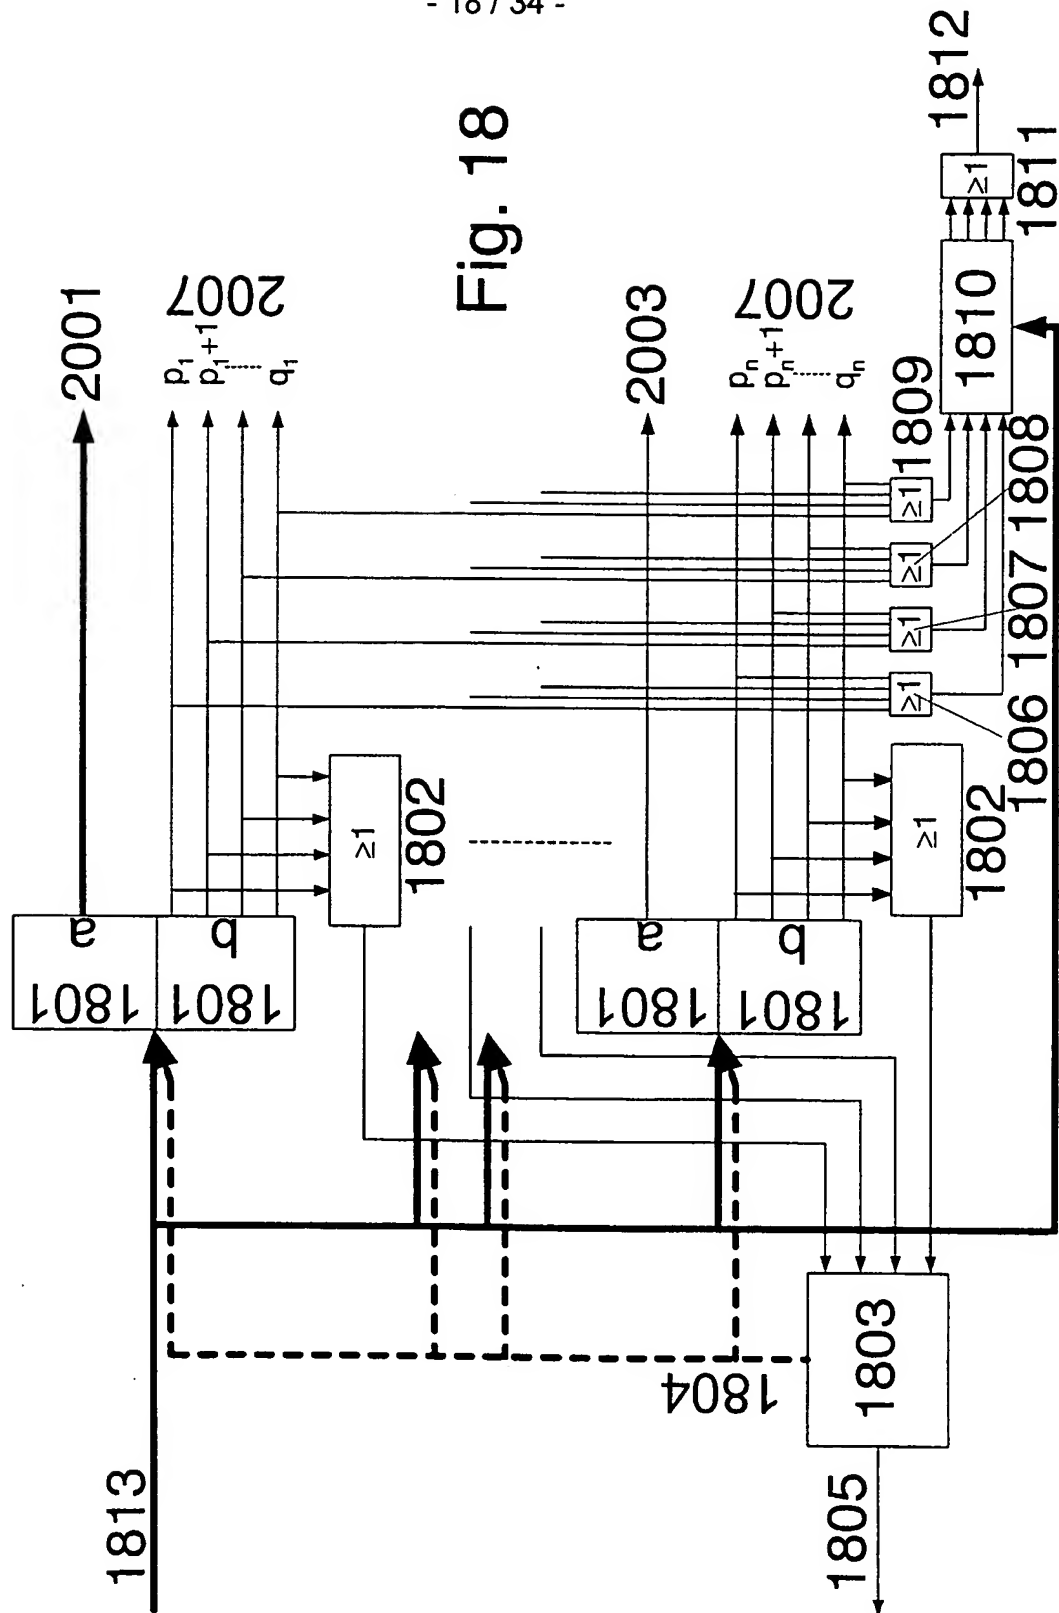 - 18 / 34 -
Fig. 18
1812
≥1
1811
1810
2001
2007
p₁
p₁+1
......
q₁
2003
2007
pₙ
pₙ+1
......
qₙ
1809
≥1
≥1
≥1
≥1
1808
1807
1806
≥1
1802
≥1
1802
a
b
1801
1801
a
b
1801
1801
1803
1804
1805
1813